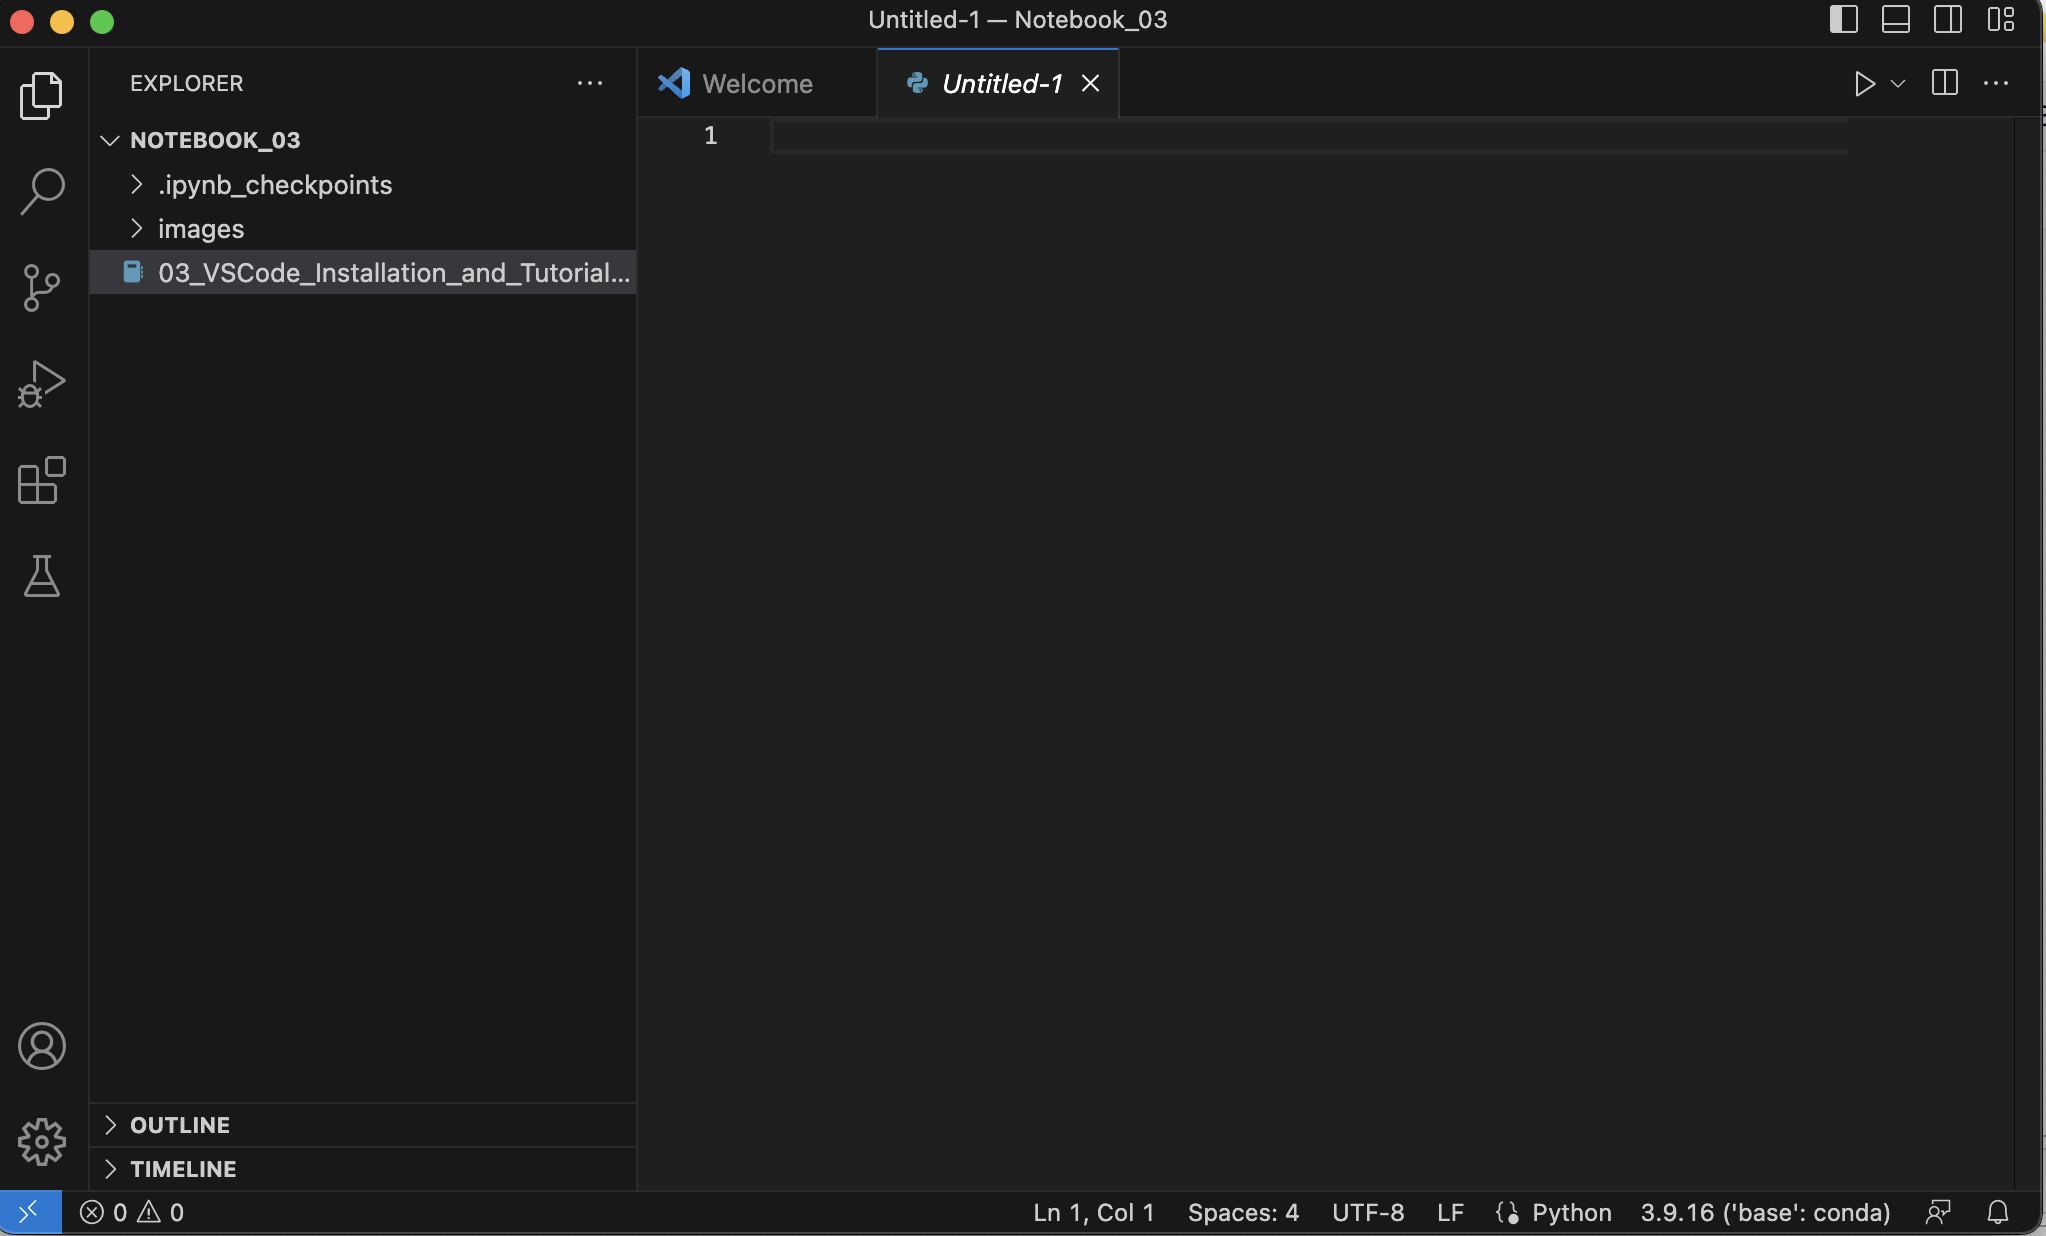 Untitled-1 — Notebook_03
EXPLORER
NOTEBOOK_03
.ipynb_checkpoints
images
03_VSCode_Installation_and_Tutorial...
OUTLINE
TIMELINE
Welcome
Untitled-1
1
0 0
Ln 1, Col 1
Spaces: 4
UTF-8
LF
Python
3.9.16 ('base': conda)